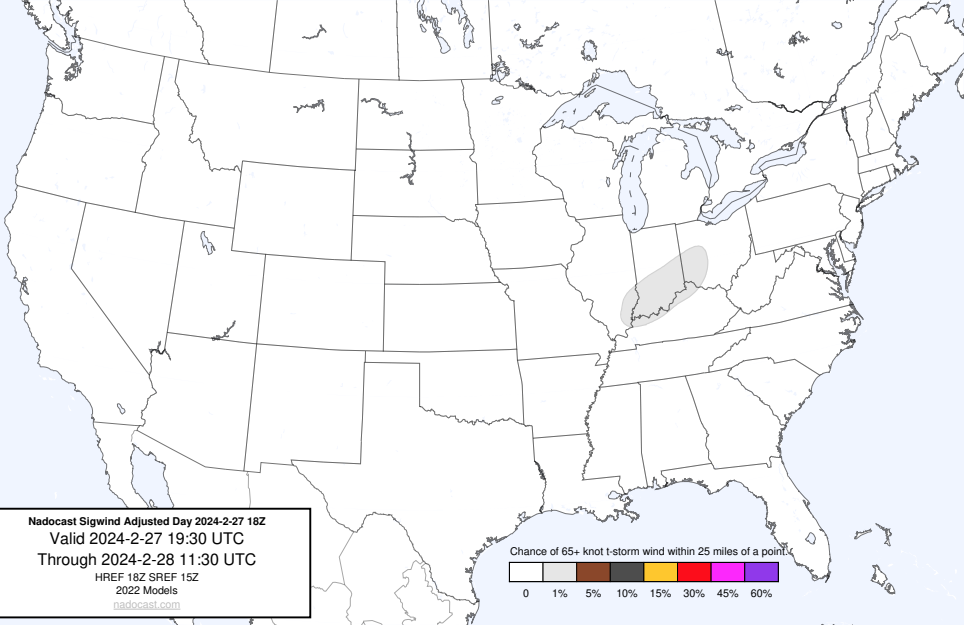 Nadocast Sigwind Adjusted Day 2024-2-27 18Z
Valid 2024-2-27 19:30 UTC
Through 2024-2-28 11:30 UTC
HREF 18Z SREF 15Z
2022 Models
nadocast.com
Chance of 65+ knot t-storm wind within 25 miles of a point.
0 1% 5% 10% 15% 30% 45% 60%